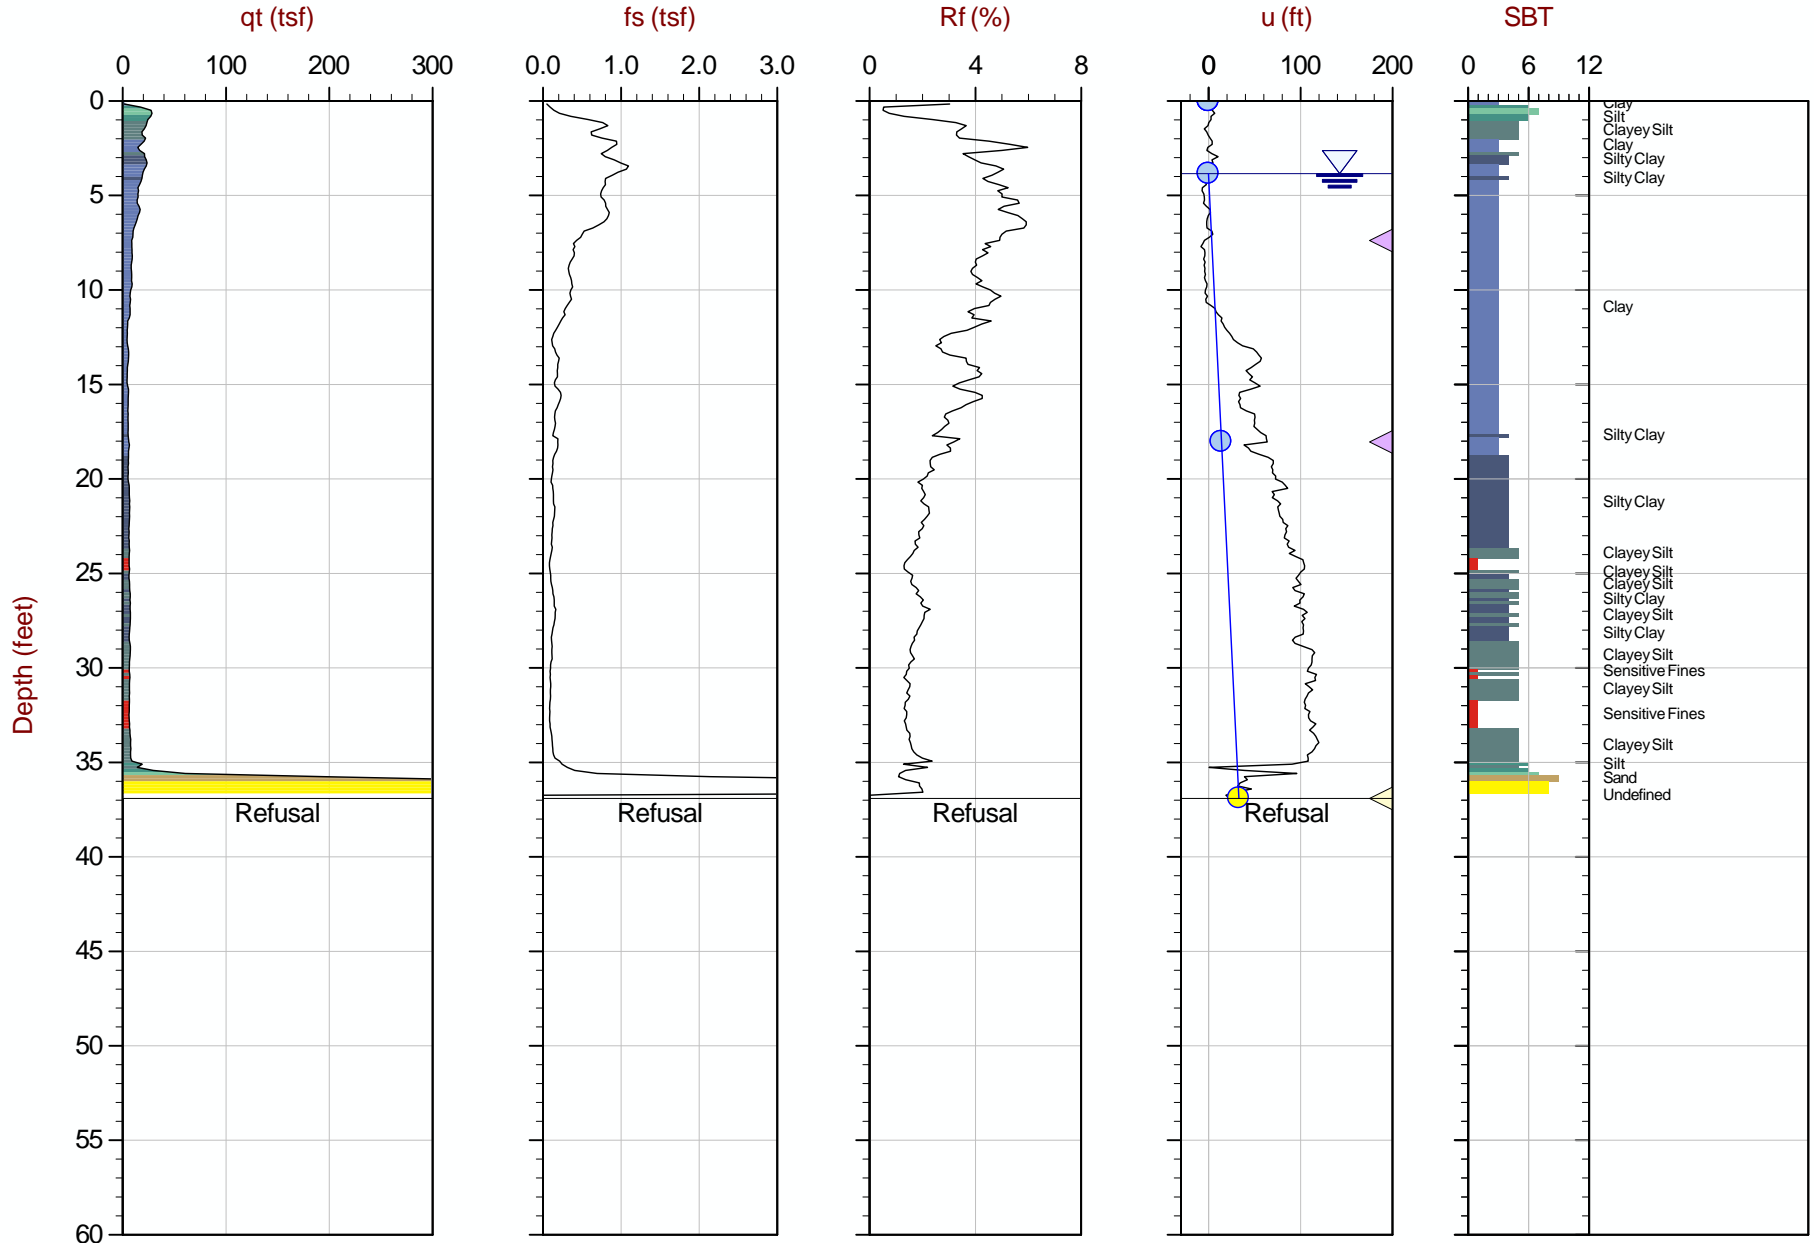 qt (tsf)
fs (tsf)
Rf (%)
u (ft)
SBT
0 100 200 300
0.0 1.0 2.0 3.0
0 4 8
0 100 200
0 6 12
Depth (feet)
0
5
10
15
20
25
30
35
40
45
50
55
60
Refusal
Refusal
Refusal
Refusal
Clay
Silt
Clayey Silt
Clay
Silty Clay
Silty Clay
Clay
Silty Clay
Silty Clay
Clayey Silt
Clayey Silt
Clayey Silt
Silty Clay
Clayey Silt
Silty Clay
Clayey Silt
Sensitive Fines
Clayey Silt
Sensitive Fines
Clayey Silt
Silt
Sand
Undefined